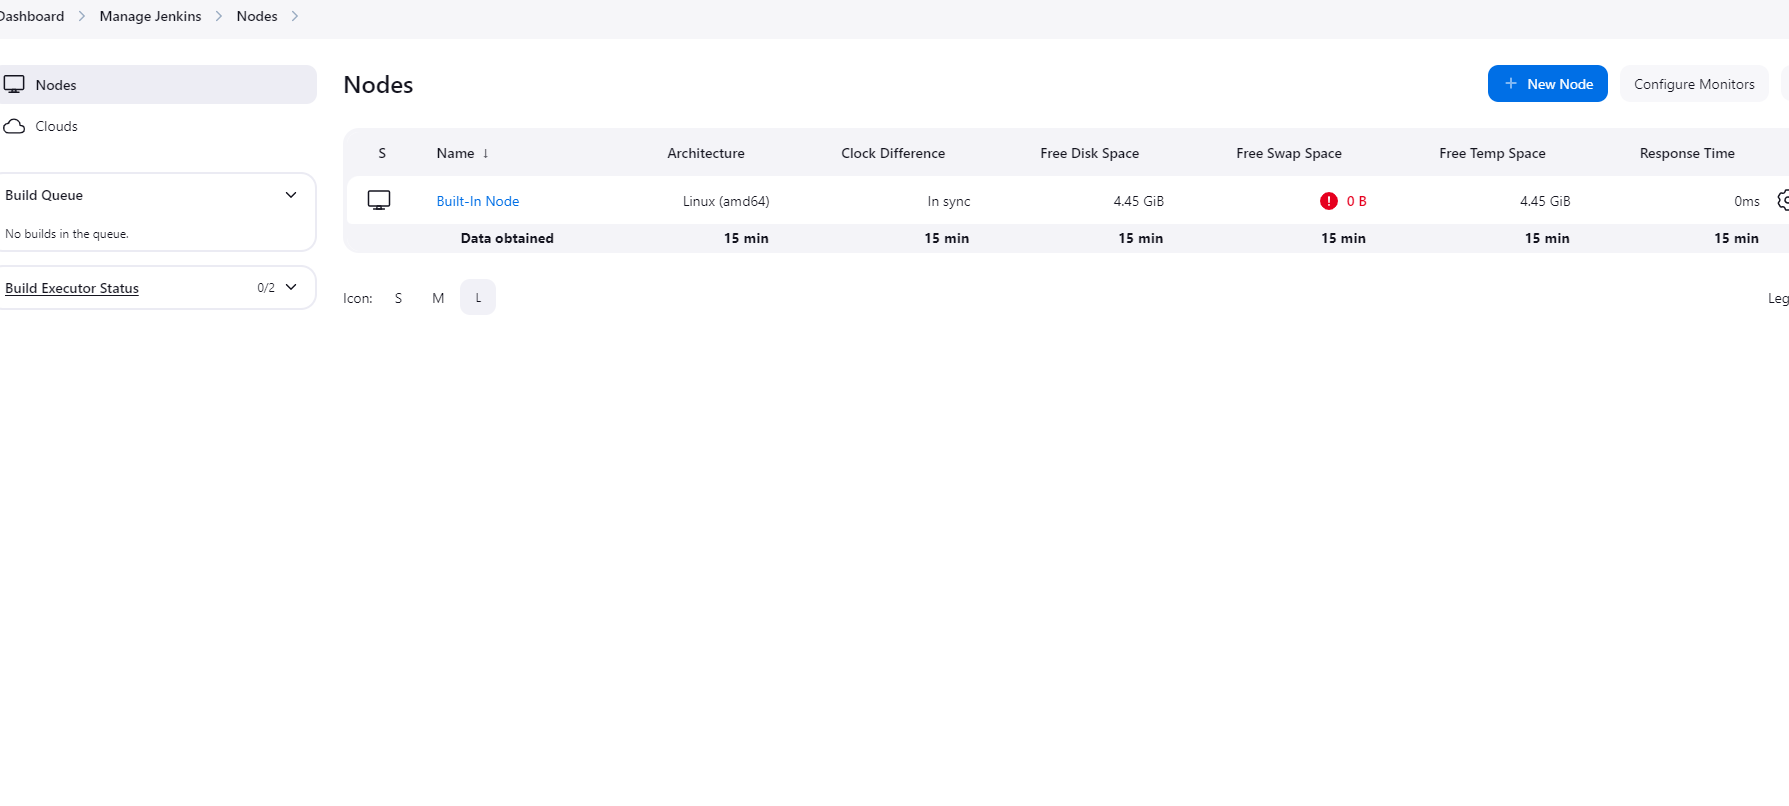 Dashboard > Manage Jenkins > Nodes >
Nodes
Clouds
Build Queue
No builds in the queue.
Build Executor Status 0/2
Nodes
+ New Node
Configure Monitors
S Name ↓ Architecture Clock Difference Free Disk Space Free Swap Space Free Temp Space Response Time
Built-In Node Linux (amd64) In sync 4.45 GiB ! 0 B 4.45 GiB 0ms
Data obtained 15 min 15 min 15 min 15 min 15 min 15 min
Icon: S M L
Leg